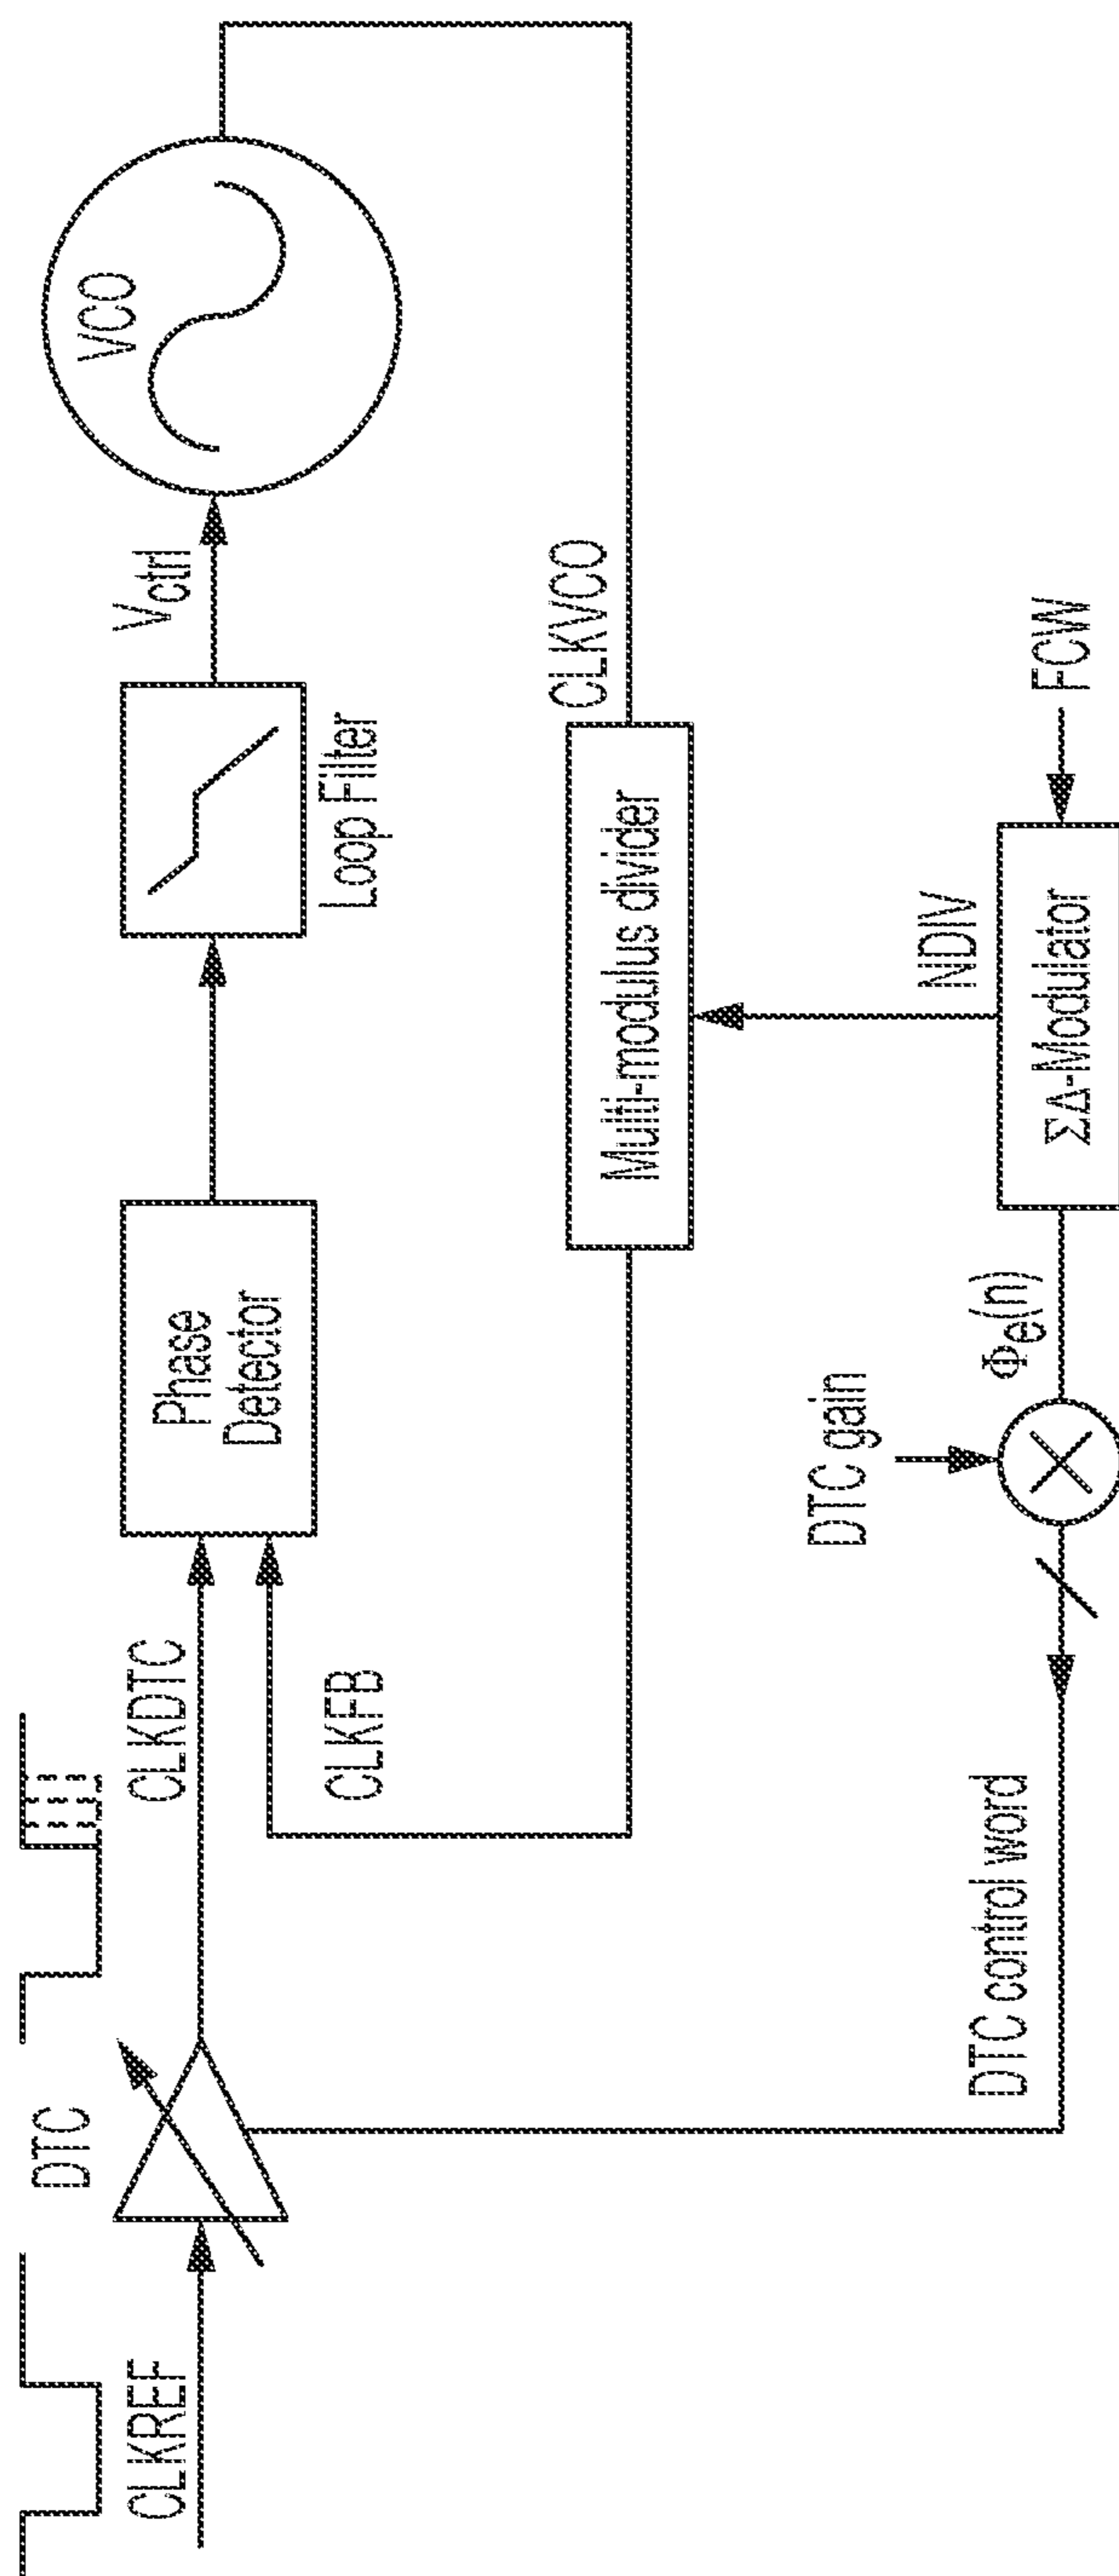 DTC
CLKREF
CLKDTC
CLKFB
Phase
Detector
Loop Filter
Vctrl
VCO
CLKVCO
Multi-modulus divider
NDIV
DTC gain
DTC control word
Φe(n)
ΣΔ-Modulator
FCW